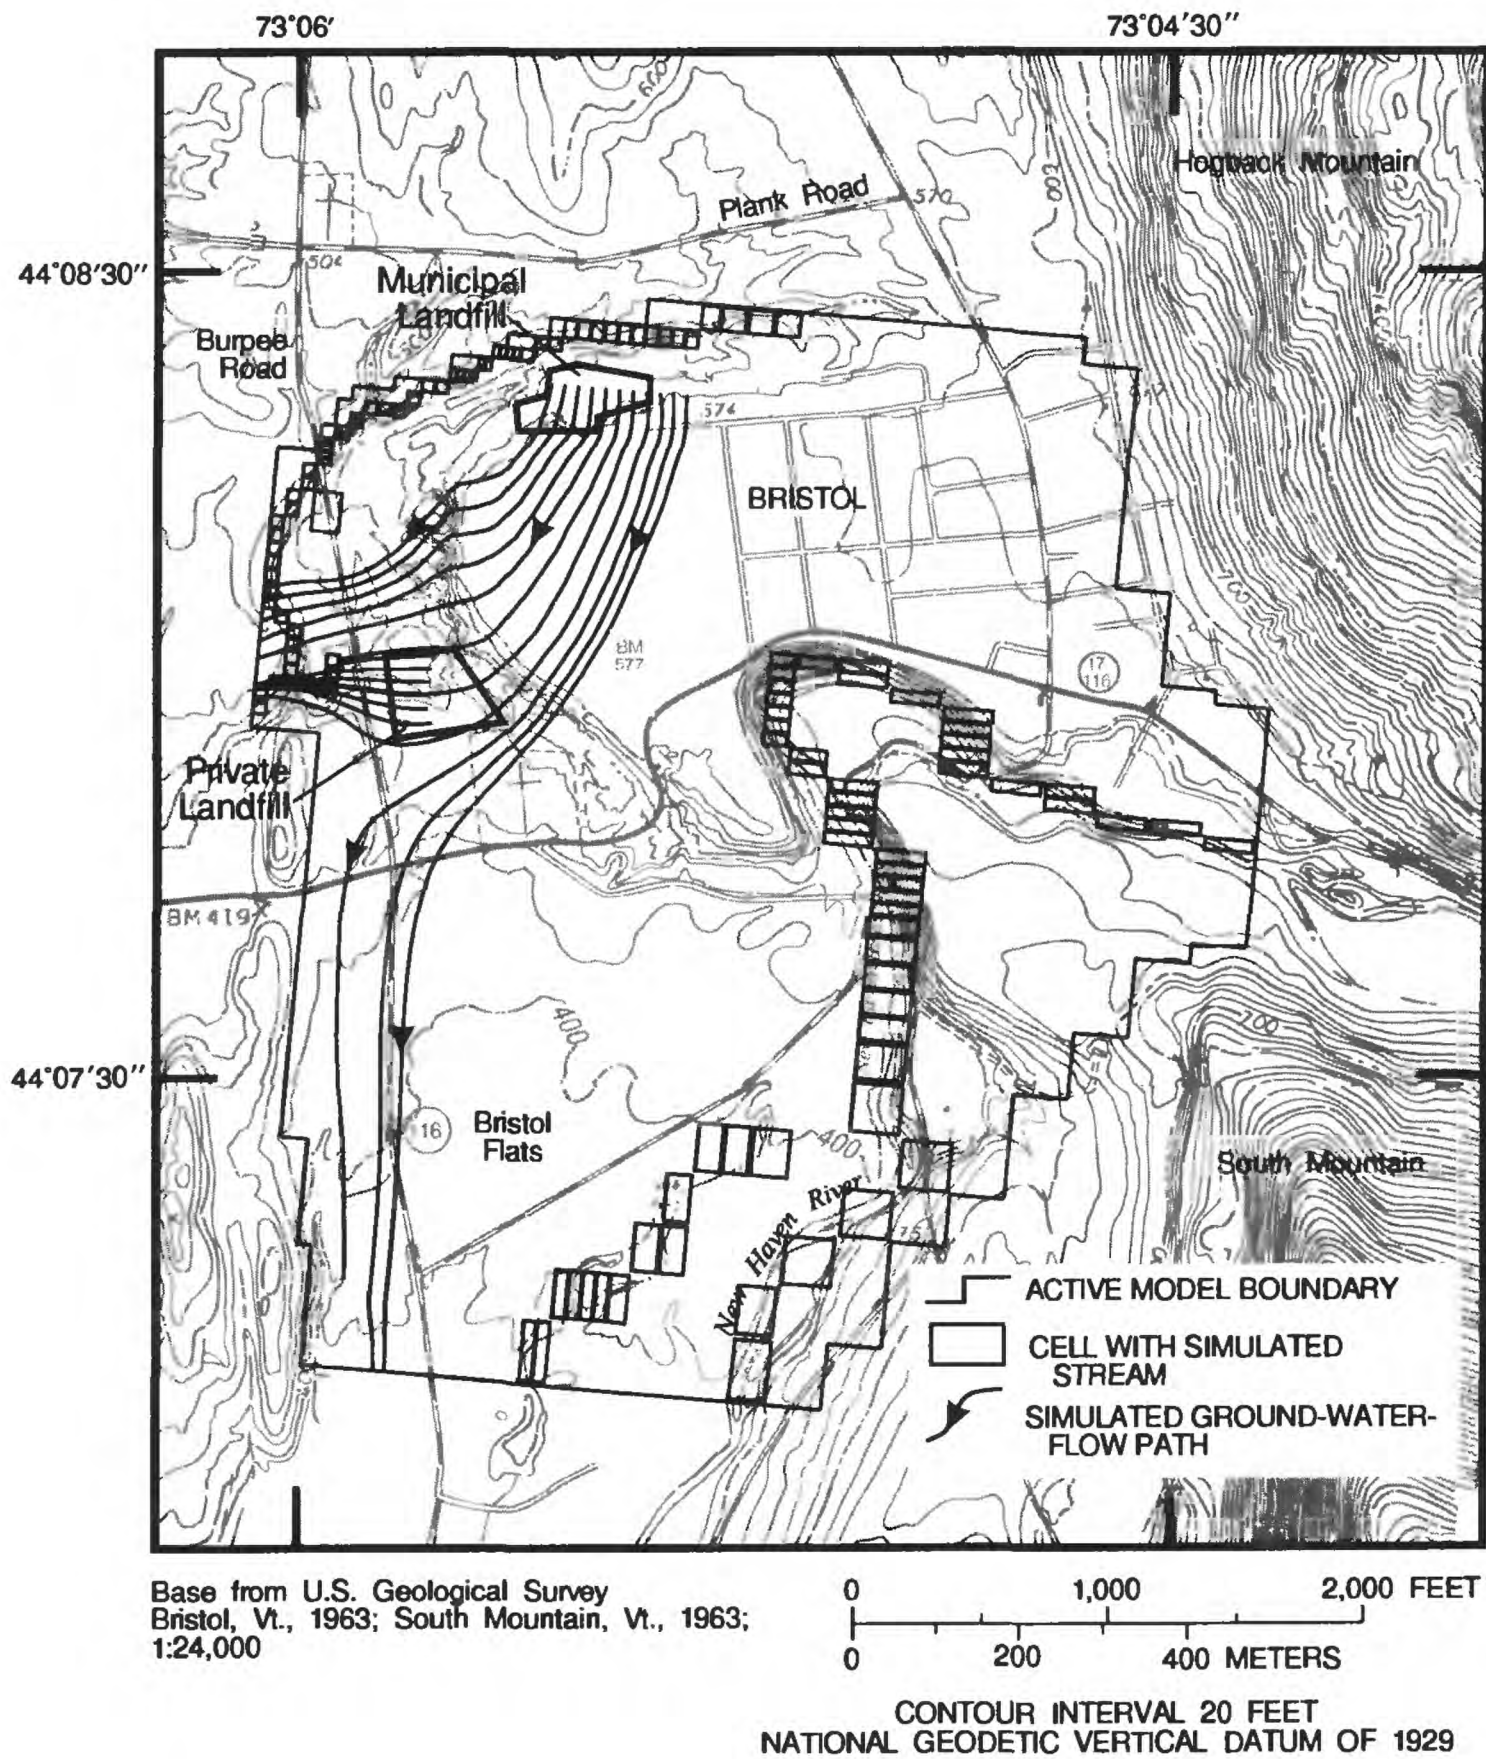 73°06′
73°04′30″
660
Hogback Mountain
Plank Road
570
600
504
44°08′30″
Municipal
Landfill
Burpee
Road
574
BRISTOL
700
BM
577
17
116
Private
Landfill
BM 419
400
700
44°07′30″
16
Bristol
Flats
400
South Mountain
New Haven River
ACTIVE MODEL BOUNDARY
CELL WITH SIMULATED
STREAM
SIMULATED GROUND-WATER-
FLOW PATH
Base from U.S. Geological Survey
Bristol, Vt., 1963; South Mountain, Vt., 1963;
1:24,000
0 1,000 2,000 FEET
0 200 400 METERS
CONTOUR INTERVAL 20 FEET
NATIONAL GEODETIC VERTICAL DATUM OF 1929